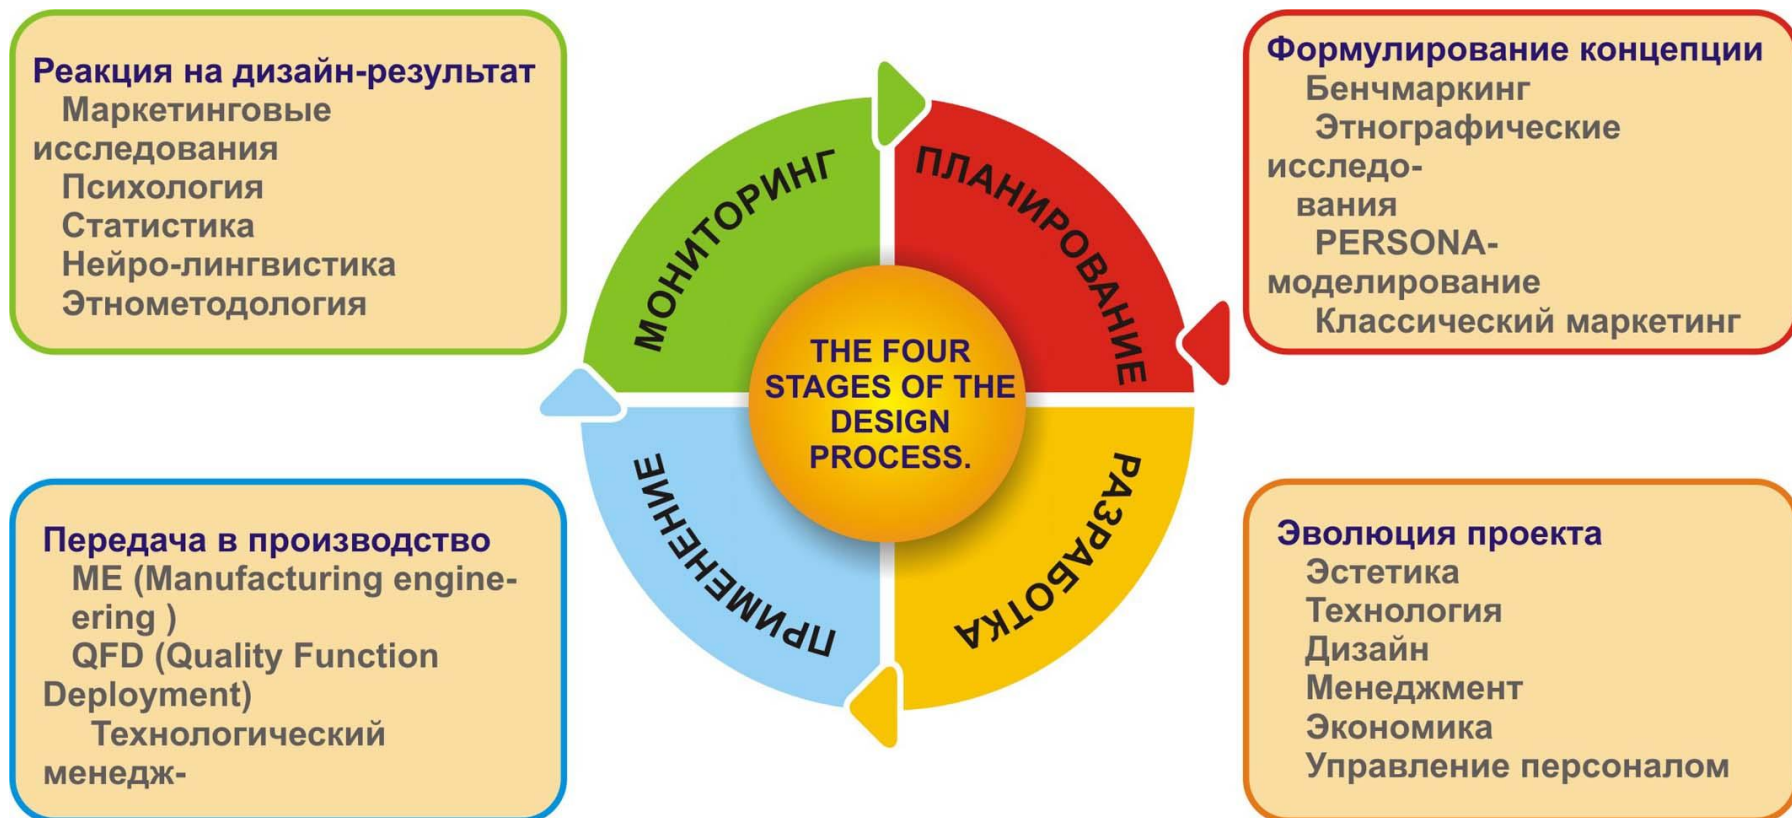 Реакция на дизайн-результат
Маркетинговые
исследования
Психология
Статистика
Нейро-лингвистика
Этнометодология
Формулирование концепции
Бенчмаркинг
Этнографические
исследо-
вания
PERSONA-
моделирование
Классический маркетинг
МОНИТОРИНГ
ПЛАНИРОВАНИЕ
THE FOUR
STAGES OF THE
DESIGN
PROCESS.
ПРИМЕНЕНИЕ
РАЗРАБОТКА
Передача в производство
ME (Manufacturing engine-
ering )
QFD (Quality Function
Deployment)
Технологический
менедж-
Эволюция проекта
Эстетика
Технология
Дизайн
Менеджмент
Экономика
Управление персоналом